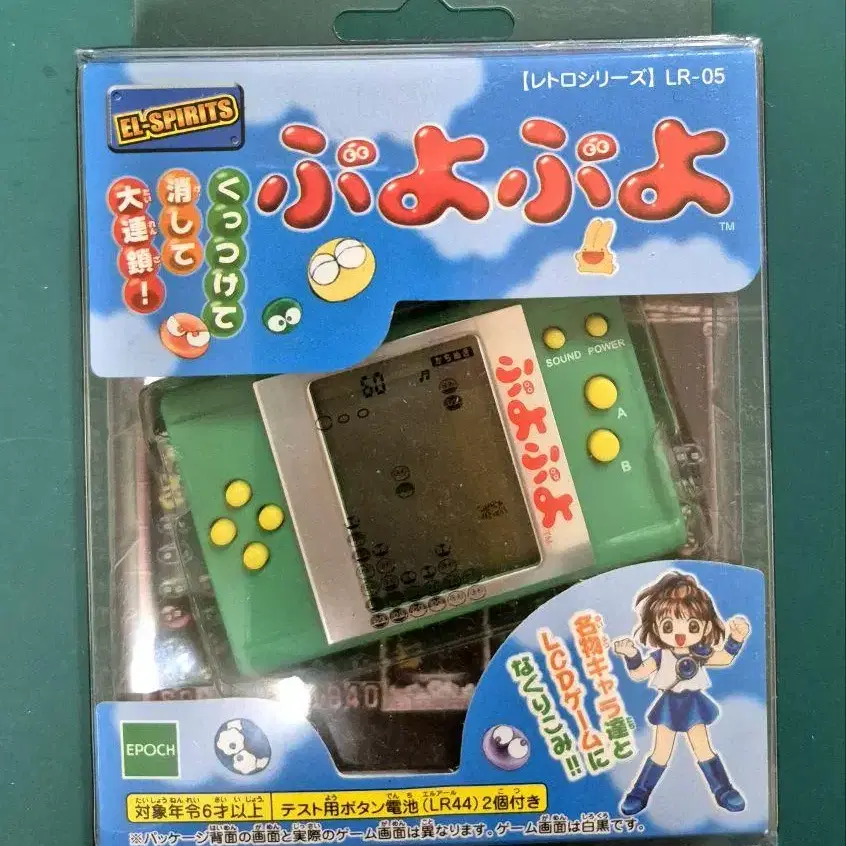 【レトロシリーズ】LR-05
EL-SPIRITS
ぷよぷよ
TM
くっつけて
消して
大連鎖!
かちぬき
60
SOUND POWER
A
B
ぷよぷよ
名物キャラ達と
LCDゲームに
なぐりこみ!!
EPOCH
対象年令6才以上
テスト用ボタン電池(LR44)2個付き
※パッケージ背面の画面と実際のゲーム画面は異なります。ゲーム画面は白黒です。